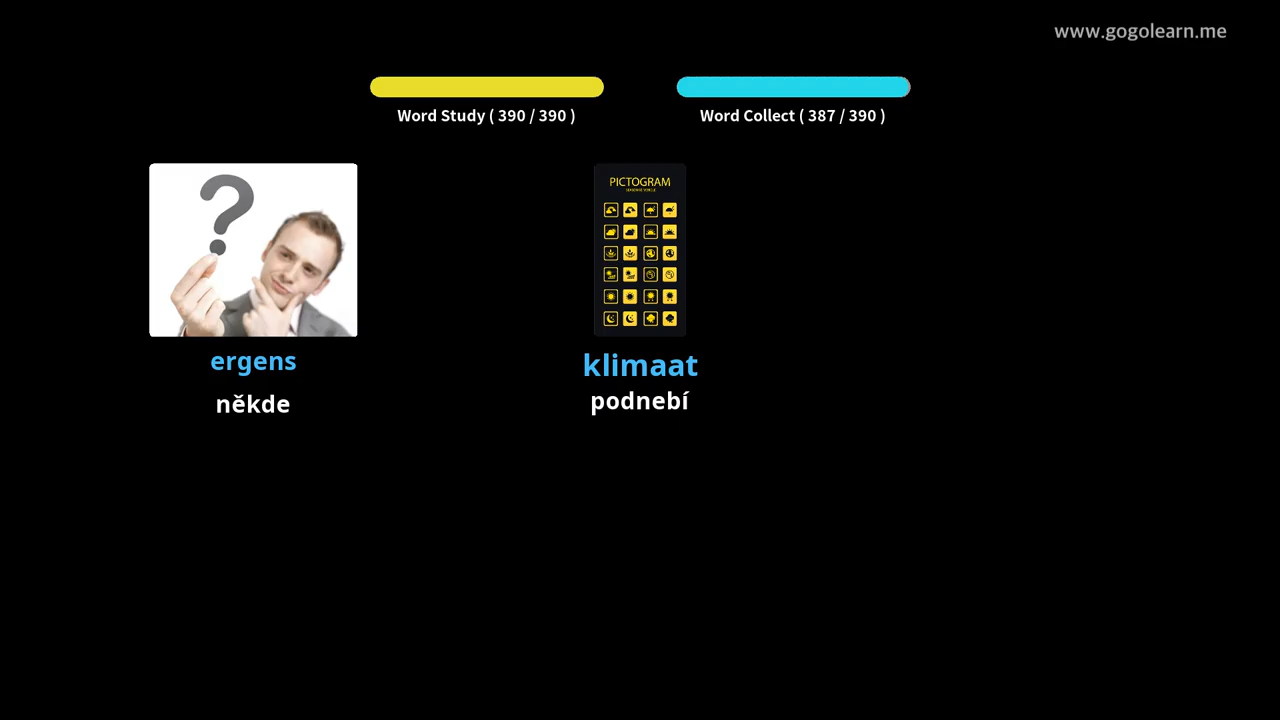 www.gogolearn.me
Word Study ( 390 / 390 )
Word Collect ( 387 / 390 )
?
PICTOGRAM
ergens
někde
klimaat
podnebí